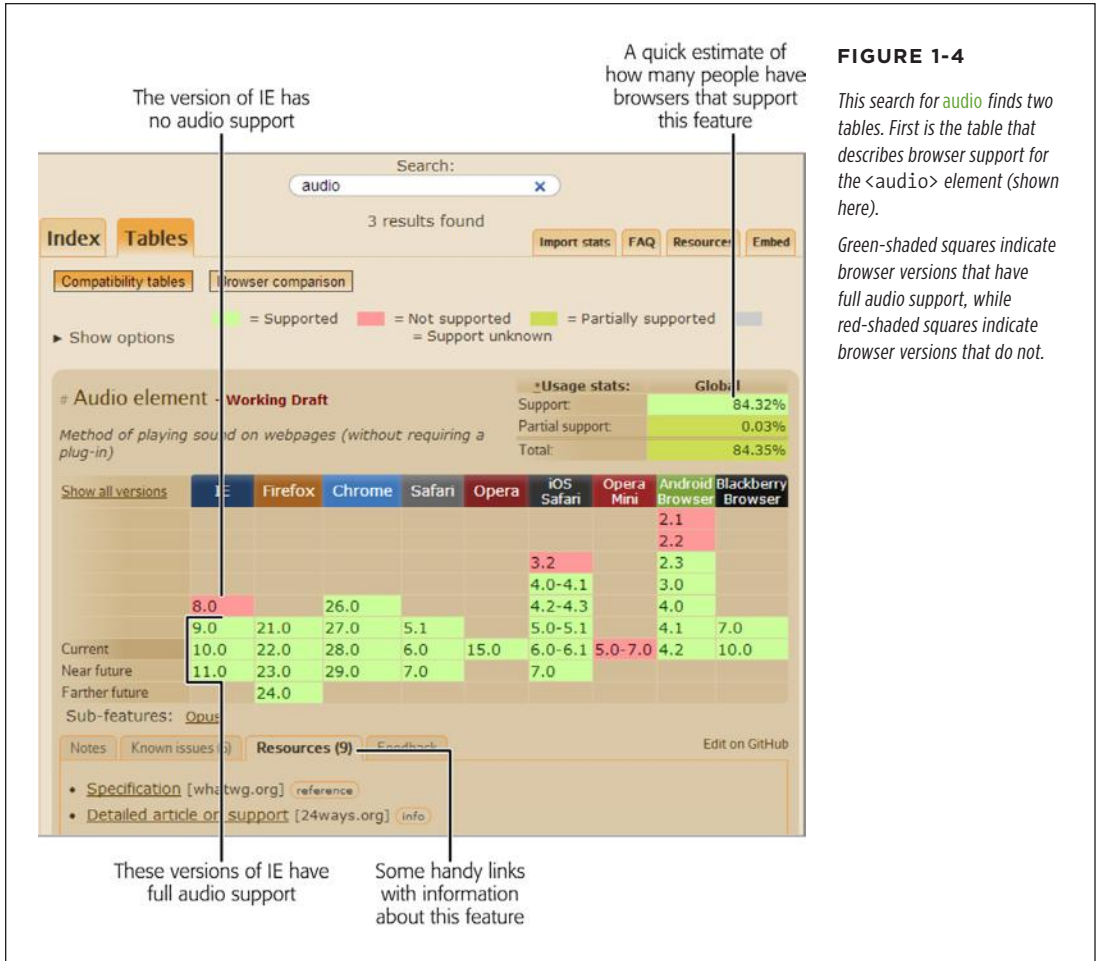 A quick estimate of
how many people have
browsers that support
this feature
The version of IE has
no audio support
FIGURE 1-4
This search for audio finds two
tables. First is the table that
describes browser support for
the <audio> element (shown
here).
Green-shaded squares indicate
browser versions that have
full audio support, while
red-shaded squares indicate
browser versions that do not.
Search:
audio ×
3 results found
Index Tables
Import stats FAQ Resources Embed
Compatibility tables Browser comparison
= Supported = Not supported = Partially supported
▸ Show options = Support unknown
# Audio element - Working Draft
*Usage stats: Global
Support: 84.32%
Partial support: 0.03%
Total: 84.35%
Method of playing sound on webpages (without requiring a
plug-in)
Show all versions IE Firefox Chrome Safari Opera iOS Safari Opera Mini Android Browser Blackberry Browser
2.1
2.2
3.2 2.3
4.0-4.1 3.0
8.0 26.0 4.2-4.3 4.0
9.0 21.0 27.0 5.1 5.0-5.1 4.1 7.0
Current 10.0 22.0 28.0 6.0 15.0 6.0-6.1 5.0-7.0 4.2 10.0
Near future 11.0 23.0 29.0 7.0 7.0
Farther future 24.0
Sub-features: Opus
Notes Known issues (6) Resources (9) Feedback Edit on GitHub
• Specification [whatwg.org] reference
• Detailed article on support [24ways.org] info
These versions of IE have
full audio support
Some handy links
with information
about this feature